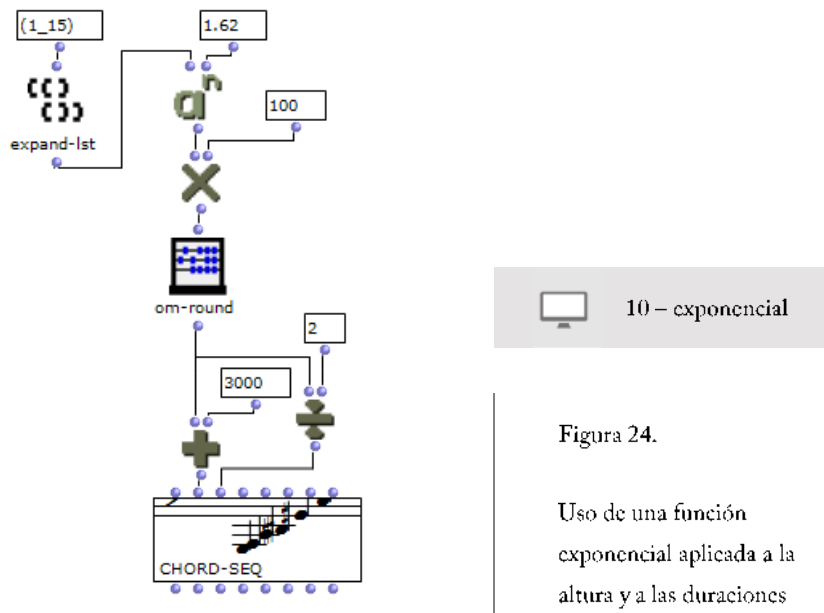 (1_15)
1.62
aⁿ
expand-lst
100
om-round
2
3000
CHORD-SEQ
10 – exponencial
Figura 24.
Uso de una función
exponencial aplicada a la
altura y a las duraciones